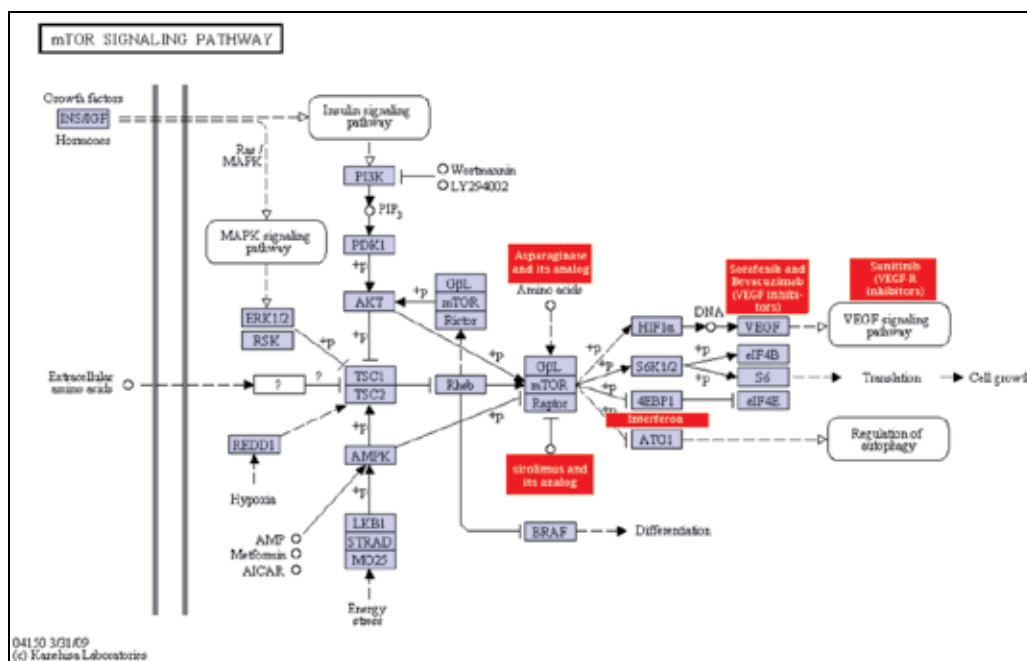 mTOR SIGNALING PATHWAY
Growth factors
INS/IGF
Hormones
Insulin signaling
pathway
Ras /
MAPK
PI3K
Wortmannin
LY294002
PIP3
MAPK signaling
pathway
PDK1
+p
Asparaginase
and its analog
Amino acids
Sorefenib and
Bevacuzimab
(VEGF inhibi-
tors)
Sunitinib
(VEGF-R
inhibitors)
AKT
+p
GβL
mTOR
Rictor
ERK1/2
RSK
+p
+p
DNA
HIF1α
VEGF
VEGF signaling
pathway
+p
+p
eIF4B
Extracellular
amino acids
?
?
TSC1
TSC2
Rheb
GβL
mTOR
Raptor
S6K1/2
+p
S6
Translation
Cell growth
+p
4EBP1
eIF4E
+p
+p
+p
Interferon
REDD1
AMPK
ATG1
Regulation of
autophagy
Hypoxia
+p
sirolimus and
its analog
AMP
Metformin
AICAR
LKB1
STRAD
MO25
BRAF
Differentiation
Energy
stress
04150 3/31/09
(c) Kanehisa Laboratories